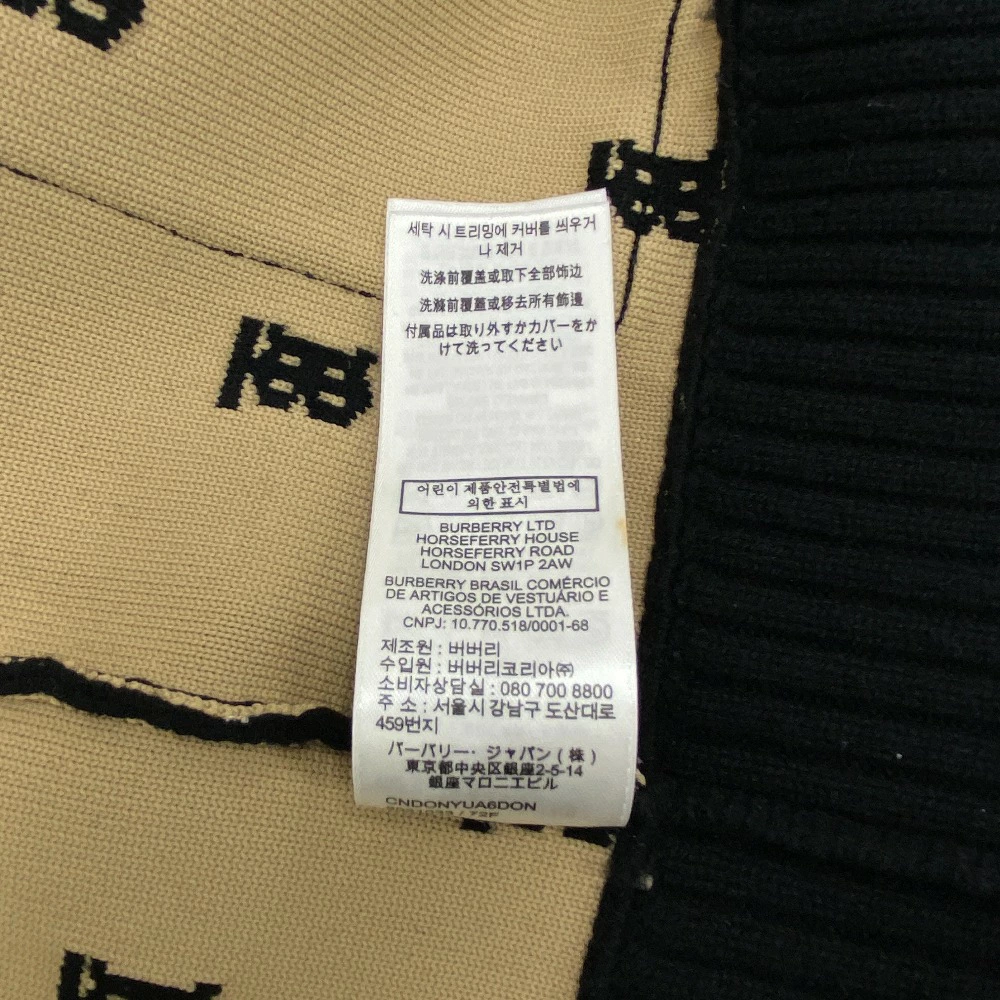 세탁 시 트리밍에 커버를 씌우거
나 제거
洗涤前覆盖或取下全部饰边
洗滌前覆蓋或移去所有飾邊
付属品は取り外すかカバーをか
けて洗ってください
어린이 제품안전특별법에
의한 표시
BURBERRY LTD
HORSEFERRY HOUSE
HORSEFERRY ROAD
LONDON SW1P 2AW
BURBERRY BRASIL COMÉRCIO
DE ARTIGOS DE VESTUÁRIO E
ACESSÓRIOS LTDA.
CNPJ: 10.770.518/0001-68
제조원 : 버버리
수입원 : 버버리코리아㈜
소비자상담실 : 080 700 8800
주 소 : 서울시 강남구 도산대로
459번지
バーバリー・ジャパン(株)
東京都中央区銀座2-5-14
銀座マロニエビル
CNDONYUA6DON